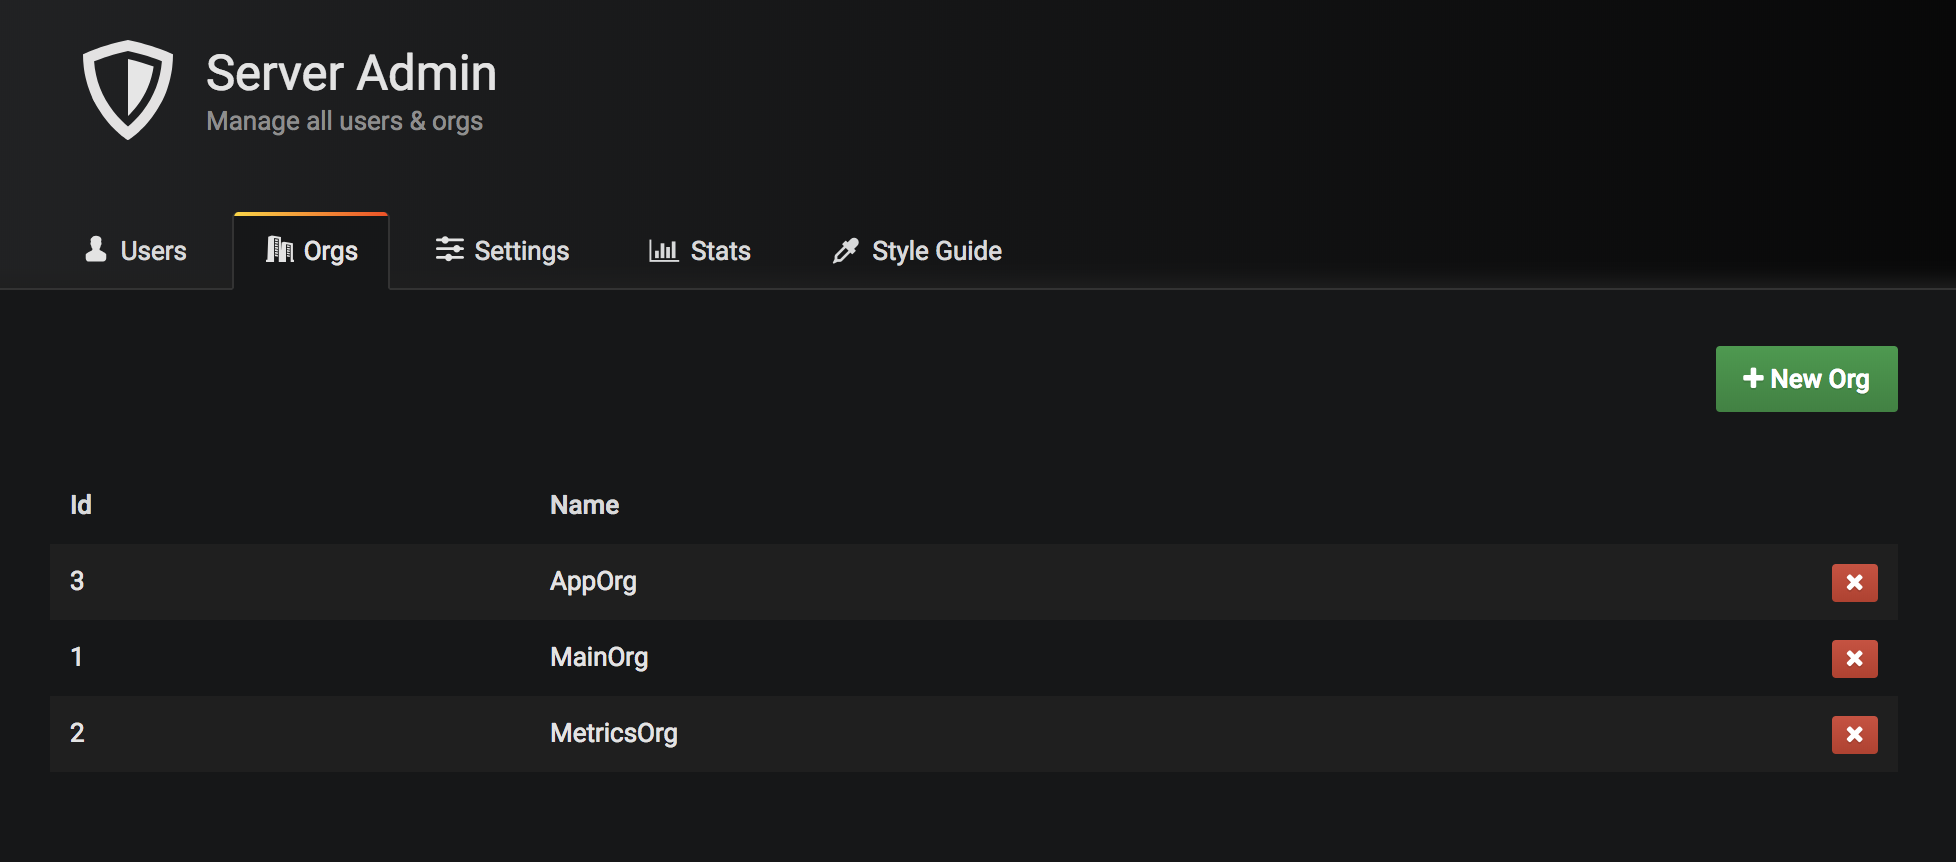 Server Admin
Manage all users & orgs
Users Orgs Settings Stats Style Guide
New Org
Id Name
3 AppOrg
1 MainOrg
2 MetricsOrg